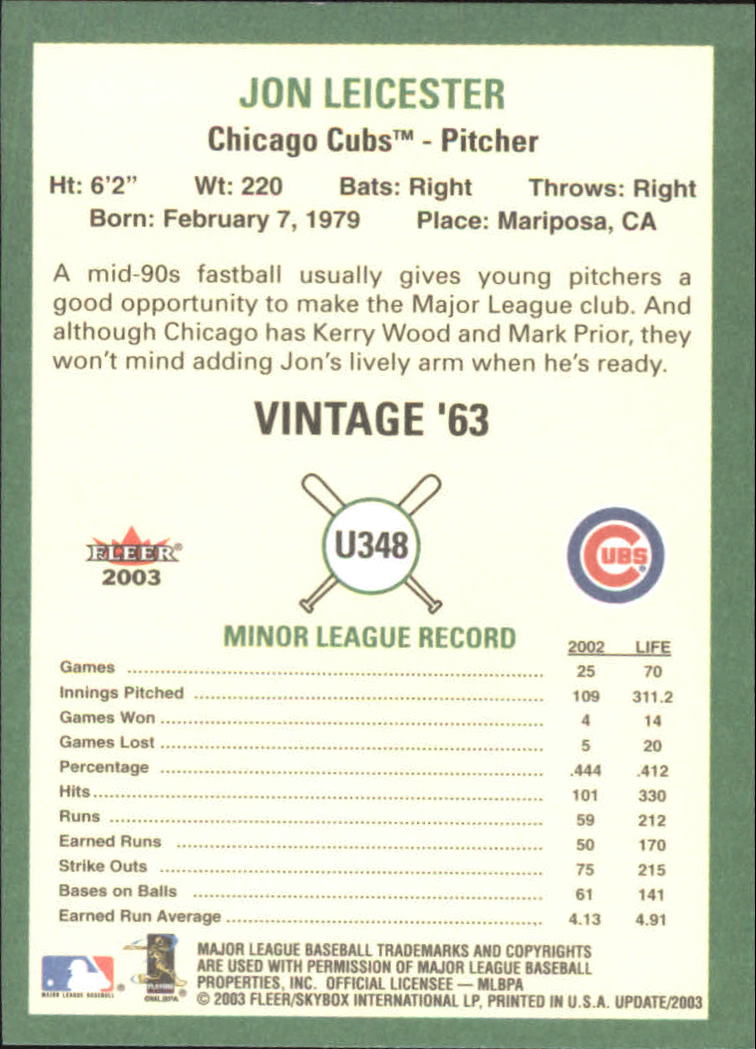 JON LEICESTER
Chicago Cubs™ - Pitcher
Ht: 6'2" Wt: 220 Bats: Right Throws: Right
Born: February 7, 1979 Place: Mariposa, CA
A mid-90s fastball usually gives young pitchers a
good opportunity to make the Major League club. And
although Chicago has Kerry Wood and Mark Prior, they
won't mind adding Jon's lively arm when he's ready.
VINTAGE '63
FLEER®
2003
U348
CUBS®
MINOR LEAGUE RECORD
2002 LIFE
Games 25 70
Innings Pitched 109 311.2
Games Won 4 14
Games Lost 5 20
Percentage .444 .412
Hits 101 330
Runs 59 212
Earned Runs 50 170
Strike Outs 75 215
Bases on Balls 61 141
Earned Run Average 4.13 4.91
MAJOR LEAGUE BASEBALL®
PLAYERS
©MLBPA
MAJOR LEAGUE BASEBALL TRADEMARKS AND COPYRIGHTS
ARE USED WITH PERMISSION OF MAJOR LEAGUE BASEBALL
PROPERTIES, INC. OFFICIAL LICENSEE — MLBPA
© 2003 FLEER/SKYBOX INTERNATIONAL LP, PRINTED IN U.S.A. UPDATE/2003